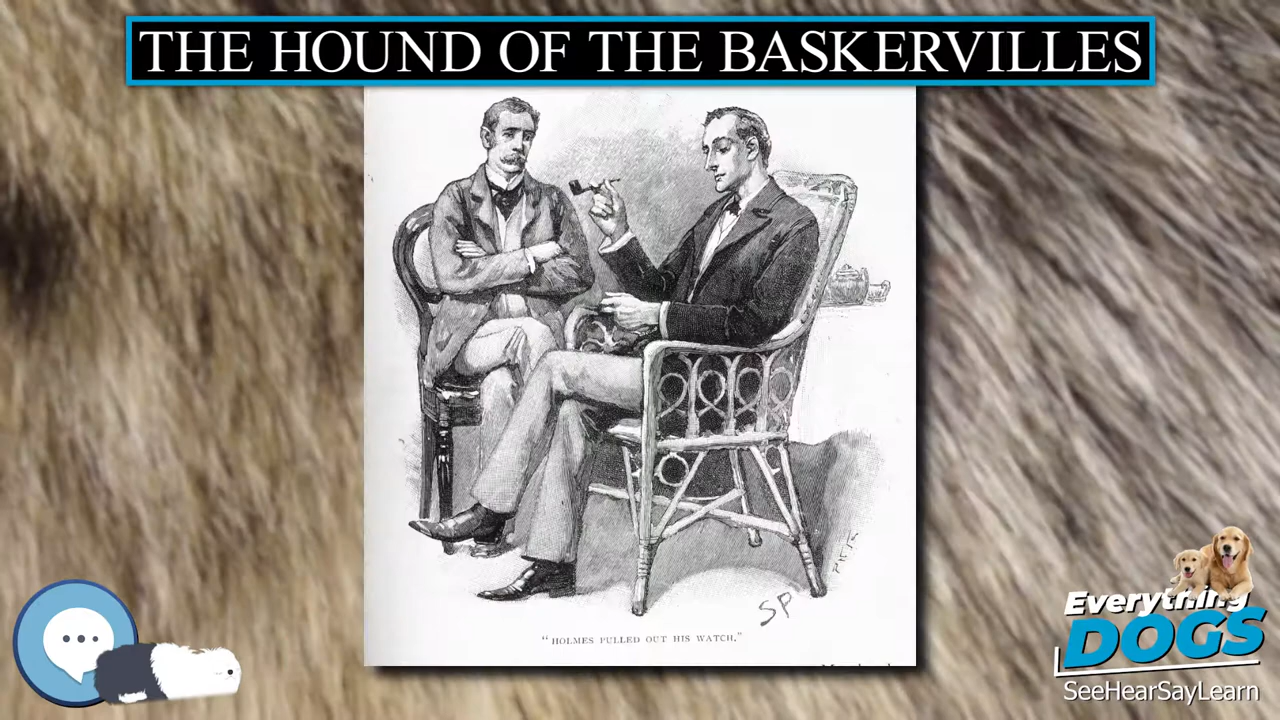 THE HOUND OF THE BASKERVILLES
SP
"HOLMES PULLED OUT HIS WATCH."
Everything
DOGS
SeeHearSayLearn